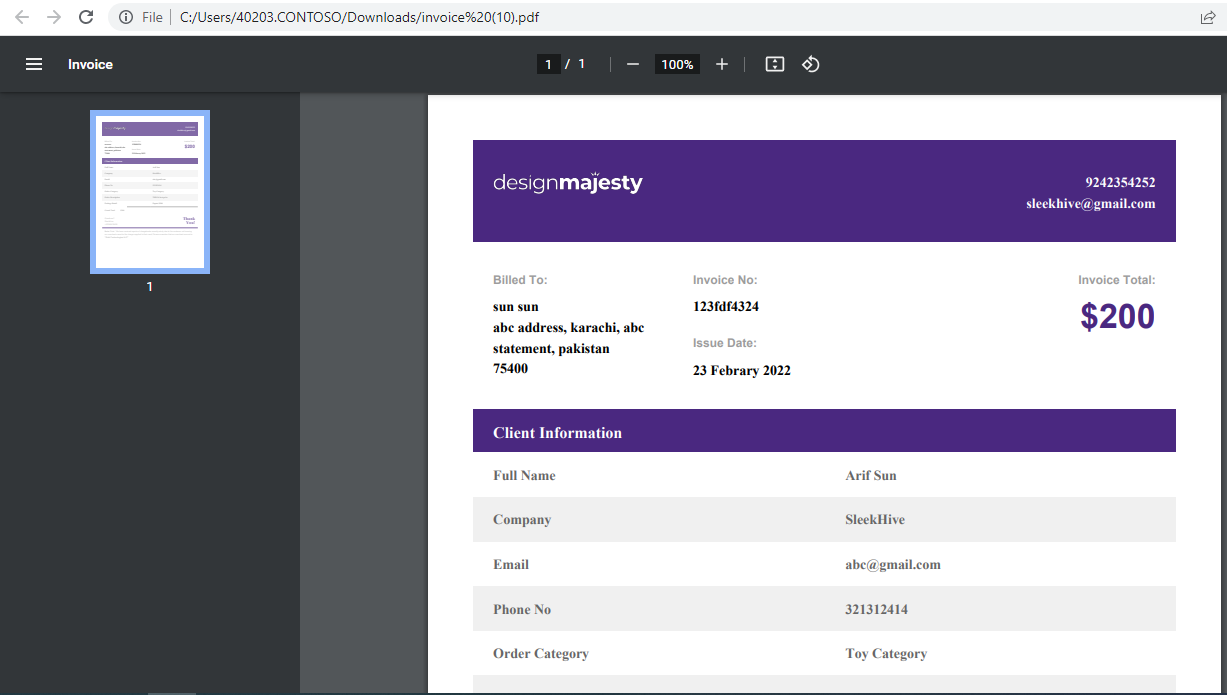 File C:/Users/40203.CONTOSO/Downloads/invoice%20(10).pdf
Invoice
1 / 1
100%
1
designmajesty
9242354252
sleekhive@gmail.com
Billed To:
sun sun
abc address, karachi, abc
statement, pakistan
75400
Invoice No:
123fdf4324
Issue Date:
23 Febrary 2022
Invoice Total:
$200
Client Information
Full Name Arif Sun
Company SleekHive
Email abc@gmail.com
Phone No 321312414
Order Category Toy Category